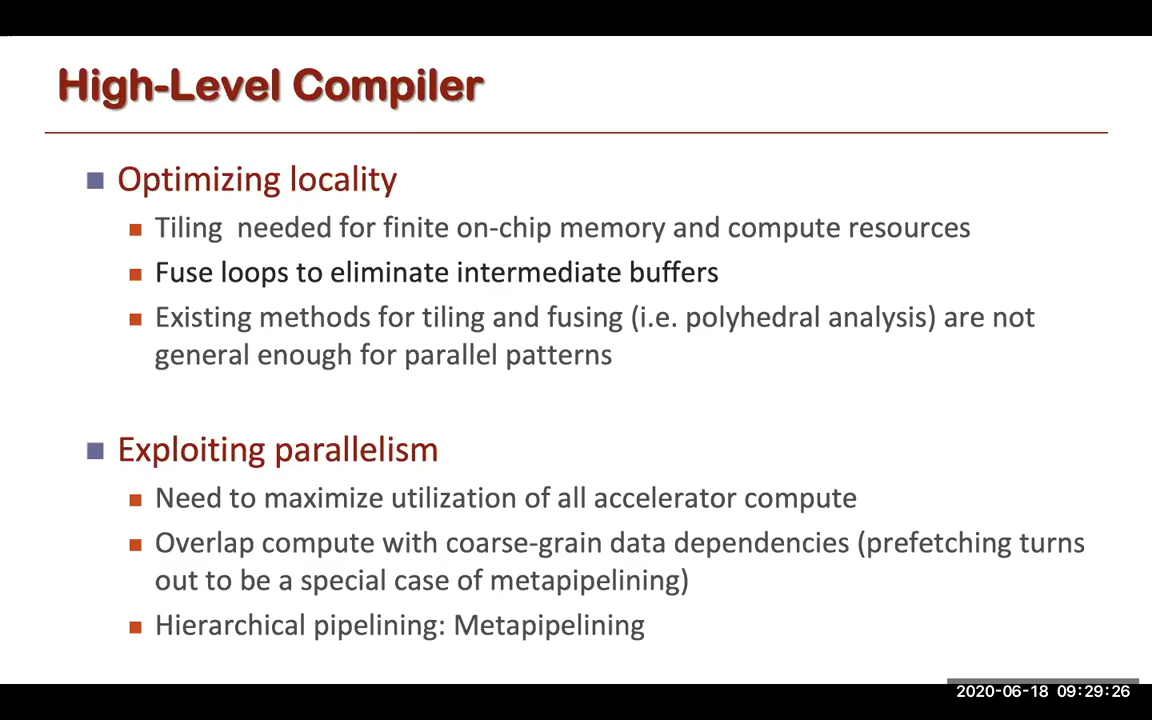 High-Level Compiler
Optimizing locality
Tiling  needed for finite on-chip memory and compute resources
Fuse loops to eliminate intermediate buffers
Existing methods for tiling and fusing (i.e. polyhedral analysis) are not
general enough for parallel patterns
Exploiting parallelism
Need to maximize utilization of all accelerator compute
Overlap compute with coarse-grain data dependencies (prefetching turns
out to be a special case of metapipelining)
Hierarchical pipelining: Metapipelining
2020-06-18 09:29:26